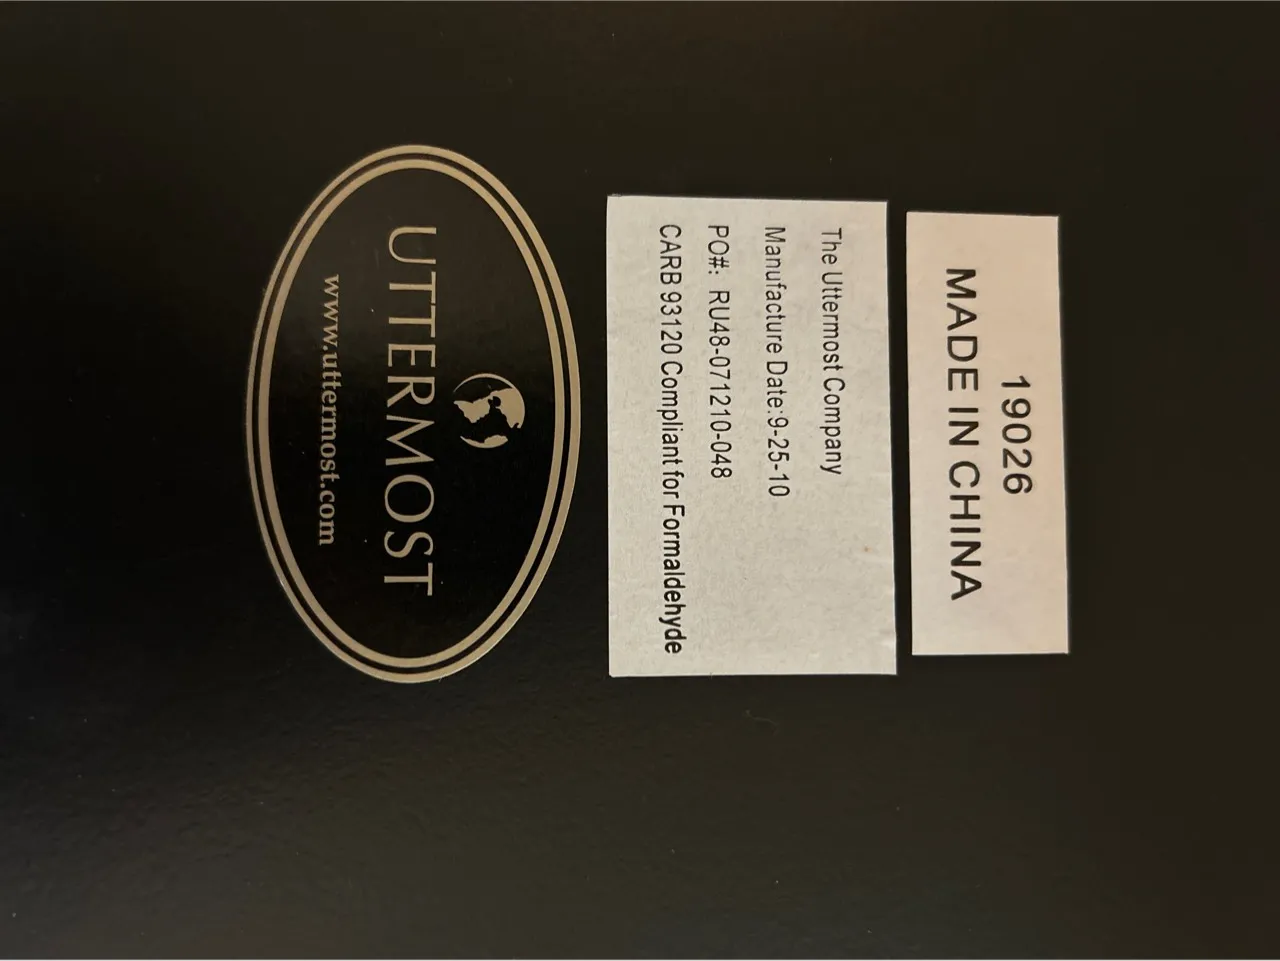 19026
MADE IN CHINA
The Uttermost Company
Manufacture Date:9-25-10
PO#: RU48-071210-048
CARB 93120 Compliant for Formaldehyde
UTTERMOST
www.uttermost.com